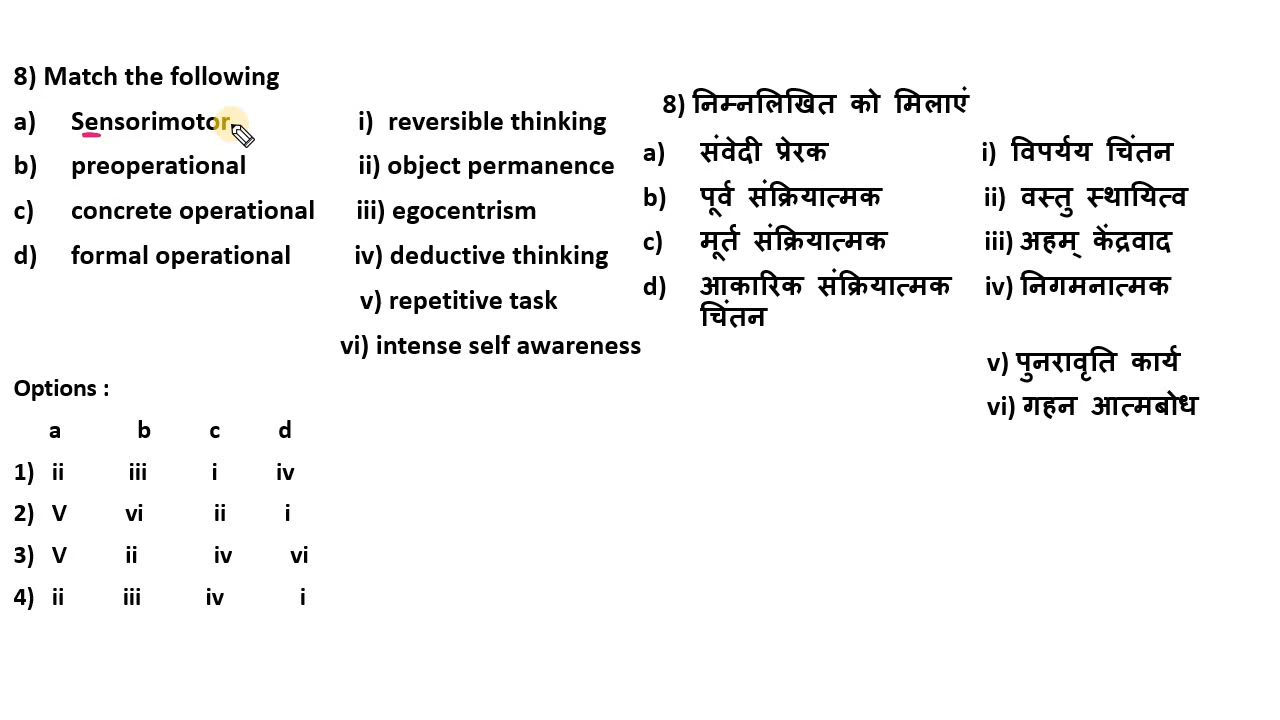 8) Match the following
a) Sensorimotor i) reversible thinking
b) preoperational ii) object permanence
c) concrete operational iii) egocentrism
d) formal operational iv) deductive thinking
v) repetitive task
vi) intense self awareness
Options :
a b c d
1) ii iii i iv
2) V vi ii i
3) V ii iv vi
4) ii iii iv i
8) निम्नलिखित को मिलाएं
a) संवेदी प्रेरक i) विपर्यय चिंतन
b) पूर्व संक्रियात्मक ii) वस्तु स्थायित्व
c) मूर्त संक्रियात्मक iii) अहम् केंद्रवाद
d) आकारिक संक्रियात्मक iv) निगमनात्मक
चिंतन
v) पुनरावृति कार्य
vi) गहन आत्मबोध